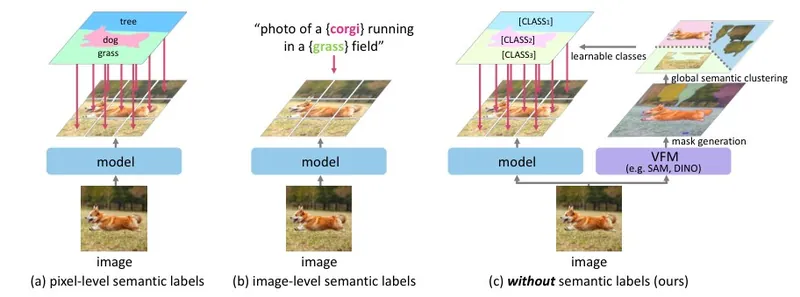 tree
dog
grass
model
image
(a) pixel-level semantic labels
“photo of a {corgi} running
in a {grass} field”
model
image
(b) image-level semantic labels
[CLASS1]
[CLASS2]
[CLASS3]
learnable classes
global semantic clustering
mask generation
model
VFM
(e.g. SAM, DINO)
image
(c) without semantic labels (ours)